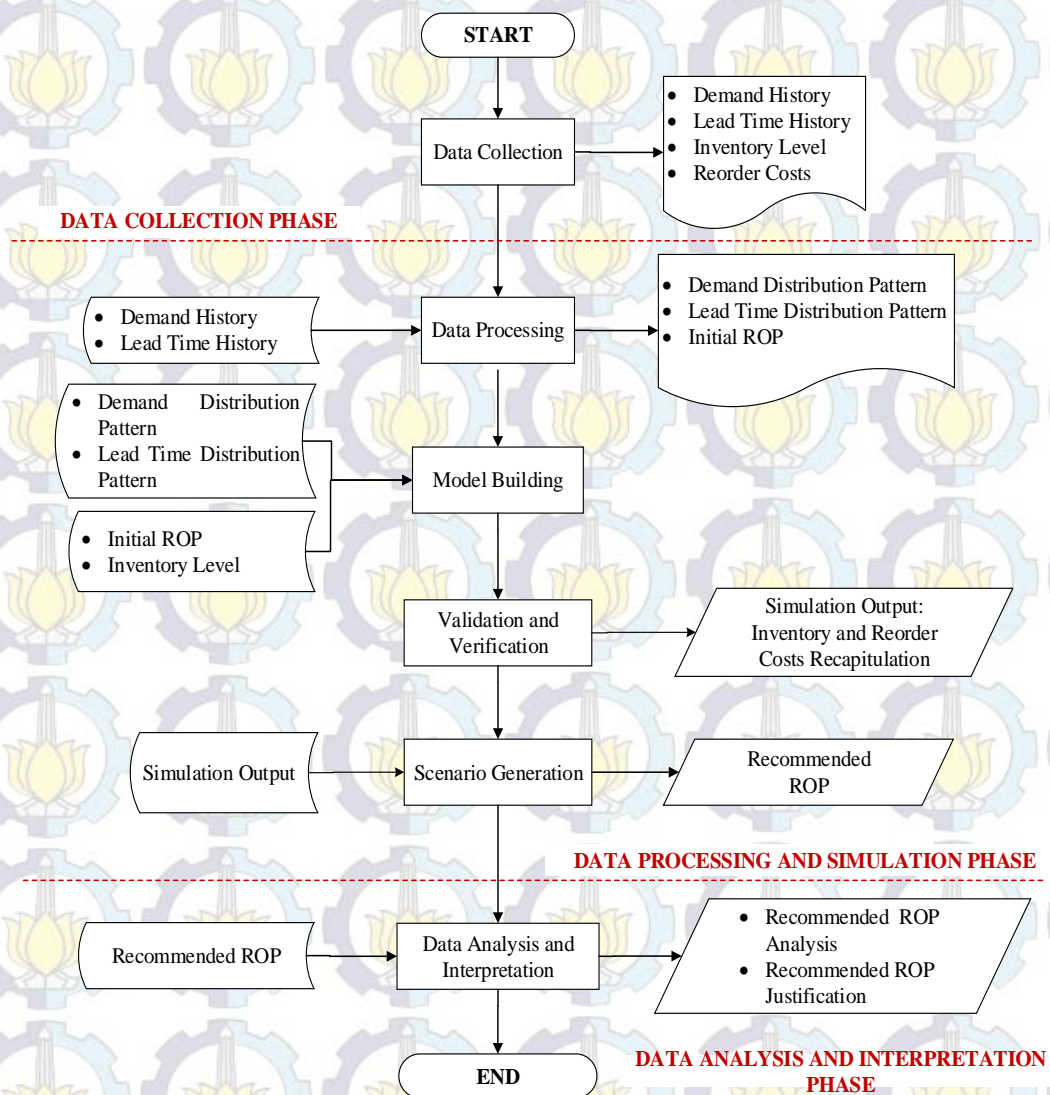 START
Data Collection
• Demand History
• Lead Time History
• Inventory Level
• Reorder Costs
DATA COLLECTION PHASE
• Demand History
• Lead Time History
Data Processing
• Demand Distribution Pattern
• Lead Time Distribution Pattern
• Initial ROP
• Demand Distribution
Pattern
• Lead Time Distribution
Pattern
• Initial ROP
• Inventory Level
Model Building
Validation and
Verification
Simulation Output:
Inventory and Reorder
Costs Recapitulation
Simulation Output
Scenario Generation
Recommended
ROP
DATA PROCESSING AND SIMULATION PHASE
Recommended ROP
Data Analysis and
Interpretation
• Recommended ROP
Analysis
• Recommended ROP
Justification
END
DATA ANALYSIS AND INTERPRETATION
PHASE